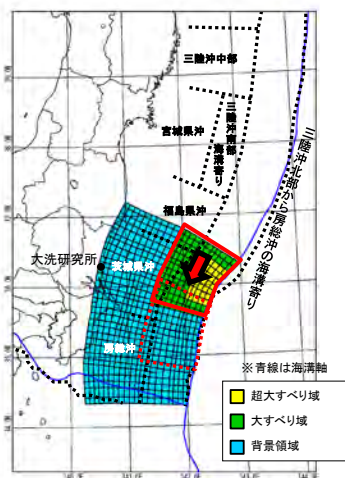 三陸沖中部
三陸沖南部
海溝寄り
宮城県沖
三陸沖北部から房総沖の海溝寄り
福島県沖
大洗研究所
茨城県沖
房総沖
※青線は海溝軸
超大すべり域
大すべり域
背景領域